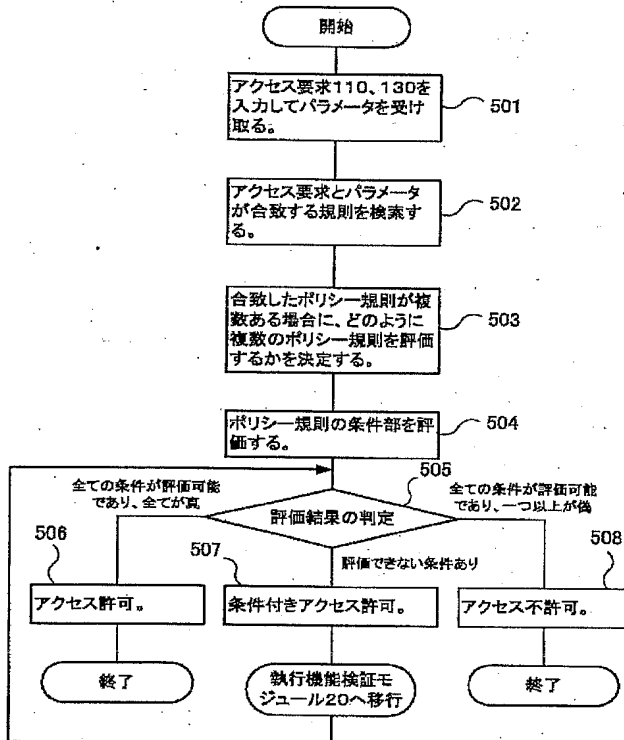 開始
アクセス要求110、130を
入力してパラメータを受け
取る。
501
アクセス要求とパラメータ
が合致する規則を検索す
る。
502
合致したポリシー規則が複
数ある場合に、どのように
複数のポリシー規則を評価
するかを決定する。
503
ポリシー規則の条件部を評
価する。
504
505
全ての条件が評価可能
であり、全てが真
評価結果の判定
全ての条件が評価可能
であり、一つ以上が偽
評価できない条件あり
506
アクセス許可。
507
条件付きアクセス許可。
508
アクセス不許可。
終了
執行機能検証モ
ジュール20へ移行
終了